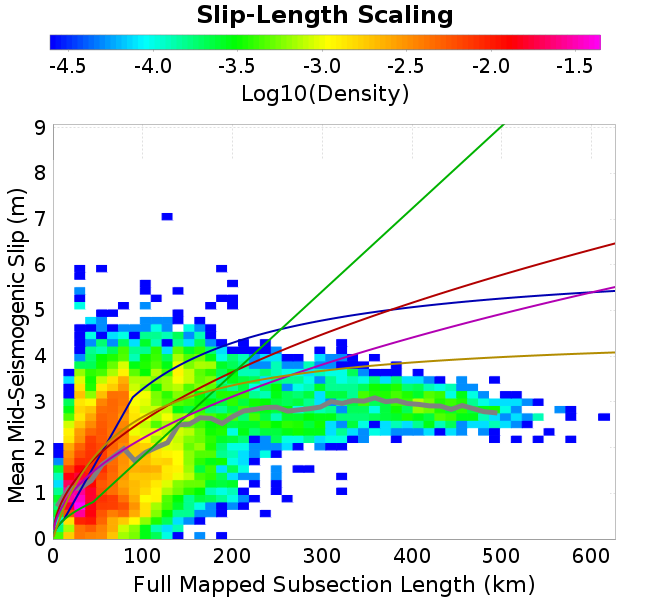 Slip-Length Scaling
-4.5 -4.0 -3.5 -3.0 -2.5 -2.0 -1.5
Log10(Density)
9
8
7
6
5
4
3
2
1
0
Mean Mid-Seismogenic Slip (m)
0 100 200 300 400 500 600
Full Mapped Subsection Length (km)